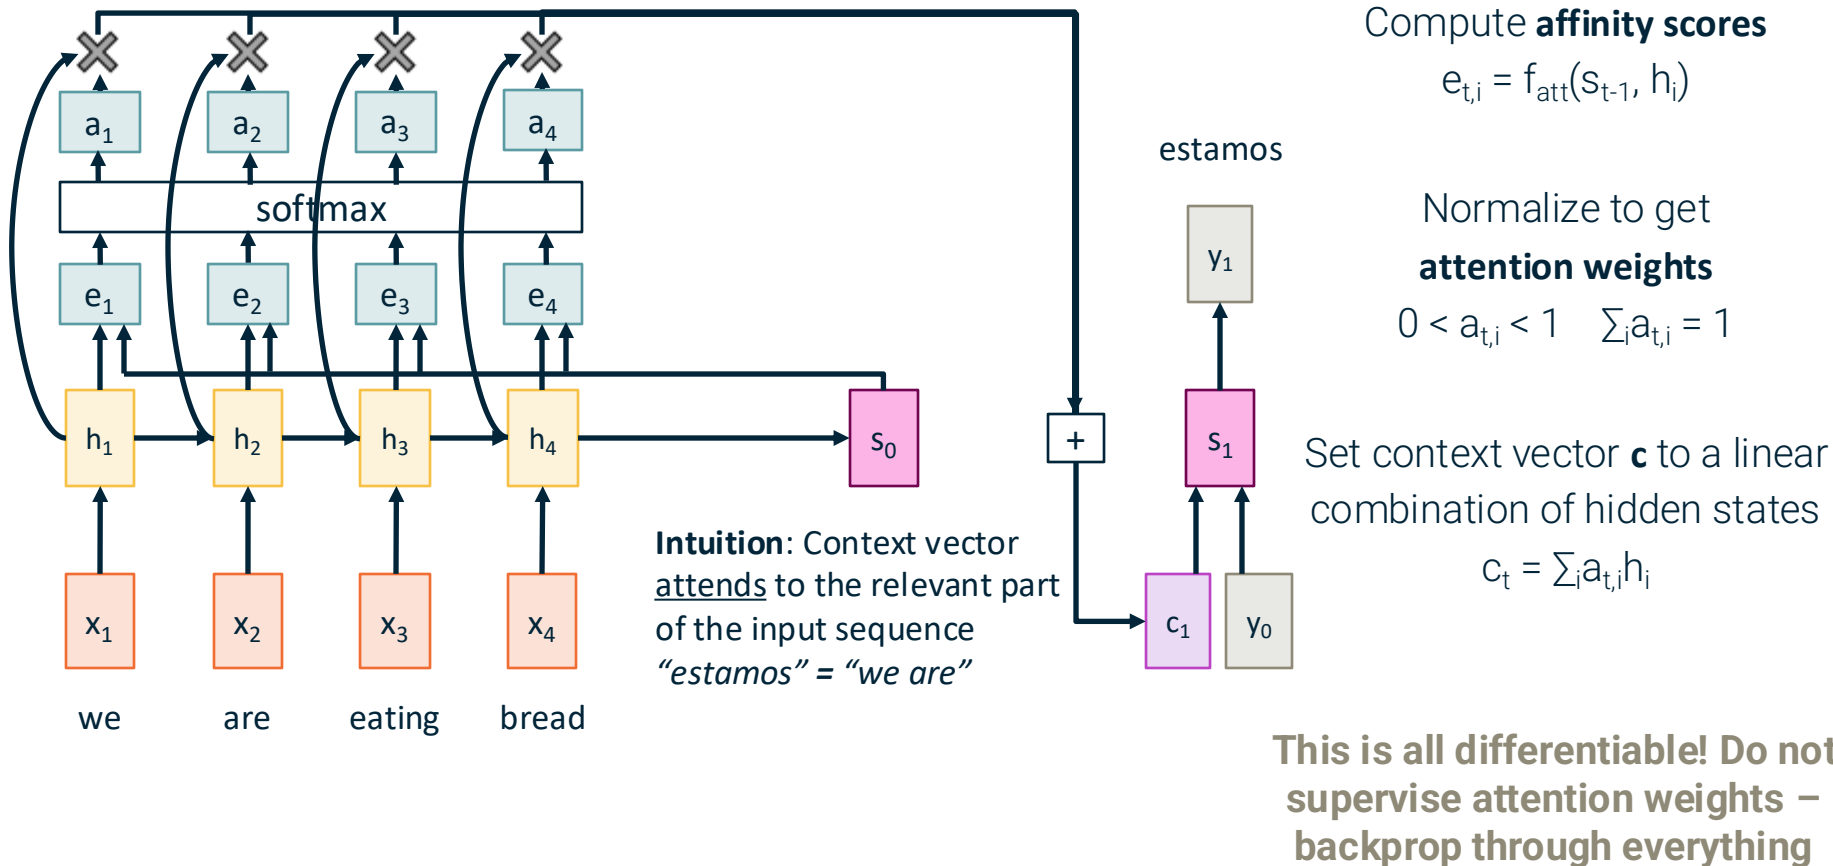 a₁ a₂ a₃ a₄
softmax
e₁ e₂ e₃ e₄
h₁ h₂ h₃ h₄ s₀
x₁ x₂ x₃ x₄
we are eating bread
Intuition: Context vector
attends to the relevant part
of the input sequence
“estamos” = “we are”
+
estamos
y₁
s₁
c₁ y₀
Compute affinity scores
e_{t,i} = f_{att}(s_{t-1}, h_i)
Normalize to get
attention weights
0 < a_{t,i} < 1 ∑_i a_{t,i} = 1
Set context vector c to a linear
combination of hidden states
c_t = ∑_i a_{t,i}h_i
This is all differentiable! Do not
supervise attention weights –
backprop through everything